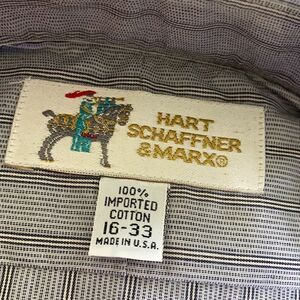 HART
SCHAFFNER
& MARX®
100%
IMPORTED
COTTON
16-33
MADE IN U.S.A.